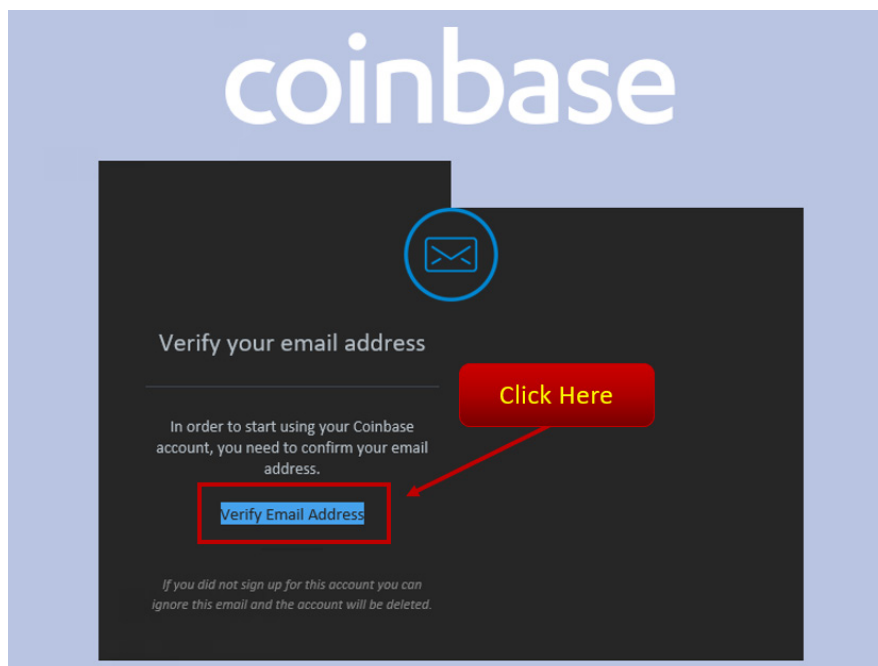 coinbase
Verify your email address
Click Here
In order to start using your Coinbase
account, you need to confirm your email
address.
Verify Email Address
If you did not sign up for this account you can
ignore this email and the account will be deleted.